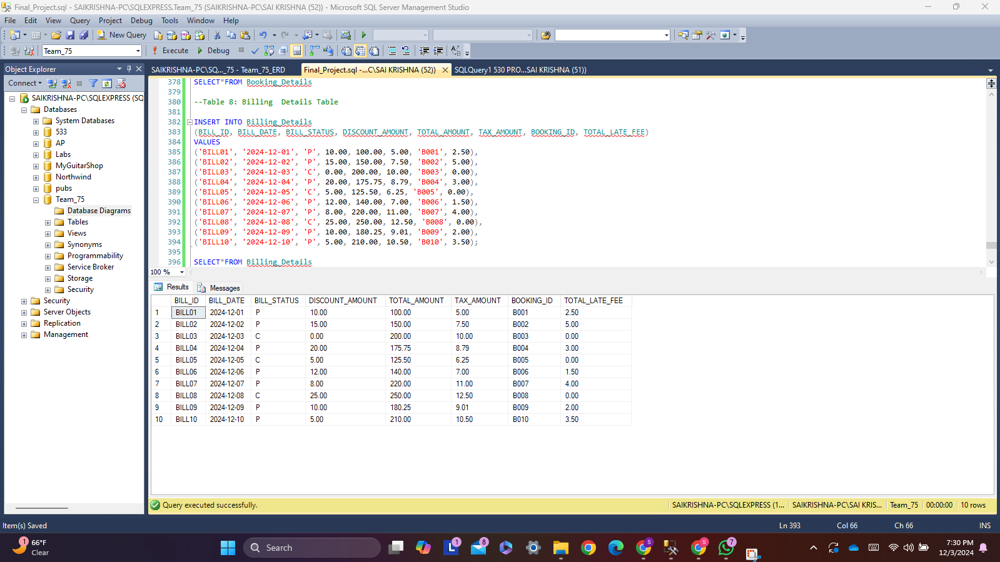 Final_Project.sql - SAIKRISHNA-PC\SQLEXPRESS.Team_75 (SAIKRISHNA-PC\SAI KRISHNA (52)) - Microsoft SQL Server Management Studio
File Edit View Query Project Debug Tools Window Help
New Query
Team_75 Execute Debug
Object Explorer
SAIKRISHNA-PC\SQ..._75 - Team_75_ERD Final_Project.sql -...C\SAI KRISHNA (52)) SQLQuery1 530 PRO...SAI KRISHNA (51))
Connect
SAIKRISHNA-PC\SQLEXPRESS (SQ
Databases
System Databases
533
AP
Labs
MyGuitarShop
Northwind
pubs
Team_75
Database Diagrams
Tables
Views
Synonyms
Programmability
Service Broker
Storage
Security
Security
Server Objects
Replication
Management
378 SELECT*FROM Booking_Details
379
380 --Table 8: Billing  Details Table
381
382 INSERT INTO Billing_Details
383 (BILL_ID, BILL_DATE, BILL_STATUS, DISCOUNT_AMOUNT, TOTAL_AMOUNT, TAX_AMOUNT, BOOKING_ID, TOTAL_LATE_FEE)
384 VALUES
385 ('BILL01', '2024-12-01', 'P', 10.00, 100.00, 5.00, 'B001', 2.50),
386 ('BILL02', '2024-12-02', 'P', 15.00, 150.00, 7.50, 'B002', 5.00),
387 ('BILL03', '2024-12-03', 'C', 0.00, 200.00, 10.00, 'B003', 0.00),
388 ('BILL04', '2024-12-04', 'P', 20.00, 175.75, 8.79, 'B004', 3.00),
389 ('BILL05', '2024-12-05', 'C', 5.00, 125.50, 6.25, 'B005', 0.00),
390 ('BILL06', '2024-12-06', 'P', 12.00, 140.00, 7.00, 'B006', 1.50),
391 ('BILL07', '2024-12-07', 'P', 8.00, 220.00, 11.00, 'B007', 4.00),
392 ('BILL08', '2024-12-08', 'C', 25.00, 250.00, 12.50, 'B008', 0.00),
393 ('BILL09', '2024-12-09', 'P', 10.00, 180.25, 9.01, 'B009', 2.00),
394 ('BILL10', '2024-12-10', 'P', 5.00, 210.00, 10.50, 'B010', 3.50);
395
396 SELECT*FROM Billing_Details
100 %
Results Messages
BILL_ID BILL_DATE BILL_STATUS DISCOUNT_AMOUNT TOTAL_AMOUNT TAX_AMOUNT BOOKING_ID TOTAL_LATE_FEE
1 BILL01 2024-12-01 P 10.00 100.00 5.00 B001 2.50
2 BILL02 2024-12-02 P 15.00 150.00 7.50 B002 5.00
3 BILL03 2024-12-03 C 0.00 200.00 10.00 B003 0.00
4 BILL04 2024-12-04 P 20.00 175.75 8.79 B004 3.00
5 BILL05 2024-12-05 C 5.00 125.50 6.25 B005 0.00
6 BILL06 2024-12-06 P 12.00 140.00 7.00 B006 1.50
7 BILL07 2024-12-07 P 8.00 220.00 11.00 B007 4.00
8 BILL08 2024-12-08 C 25.00 250.00 12.50 B008 0.00
9 BILL09 2024-12-09 P 10.00 180.25 9.01 B009 2.00
10 BILL10 2024-12-10 P 5.00 210.00 10.50 B010 3.50
Query executed successfully. SAIKRISHNA-PC\SQLEXPRESS (1... SAIKRISHNA-PC\SAI KRIS... Team_75 00:00:00 10 rows
Item(s) Saved Ln 393 Col 66 Ch 66 INS
1 66°F
Clear
Search
1 8 S S 7
7:30 PM
12/3/2024